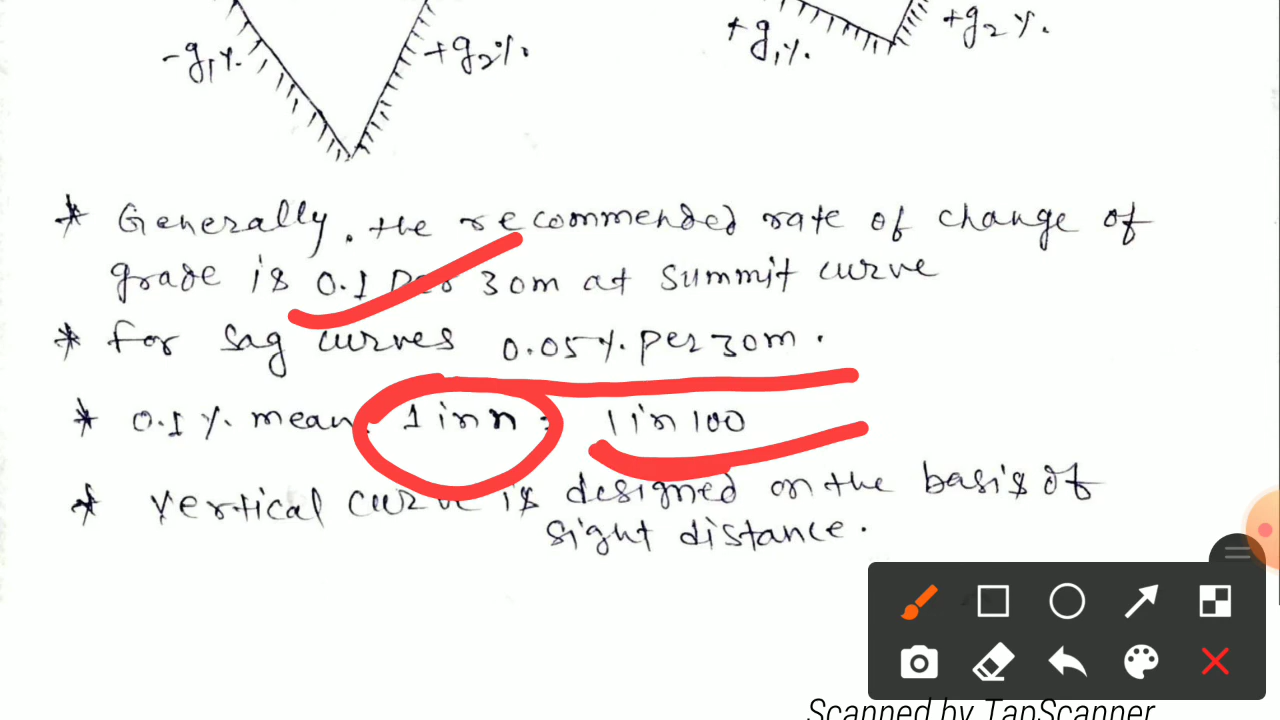 -g₁%. +g₂%. +g₁%. +g₂%.
* Generally, the recommended rate of change of
grade is 0.1 per 30m at summit curve
* for sag curves 0.05%. per 30m.
* 0.1%. mean 1 in n = 1 in 100
* vertical curve is designed on the basis of
sight distance.
Scanned by TapScanner